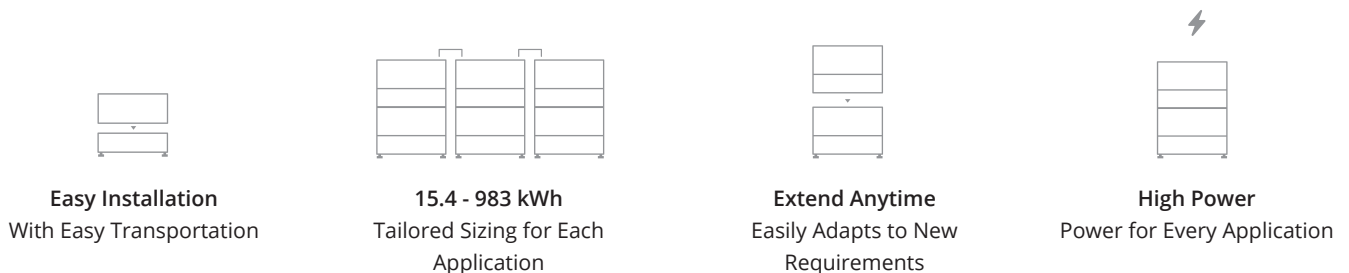 Easy Installation
With Easy Transportation
15.4 - 983 kWh
Tailored Sizing for Each
Application
Extend Anytime
Easily Adapts to New
Requirements
High Power
Power for Every Application